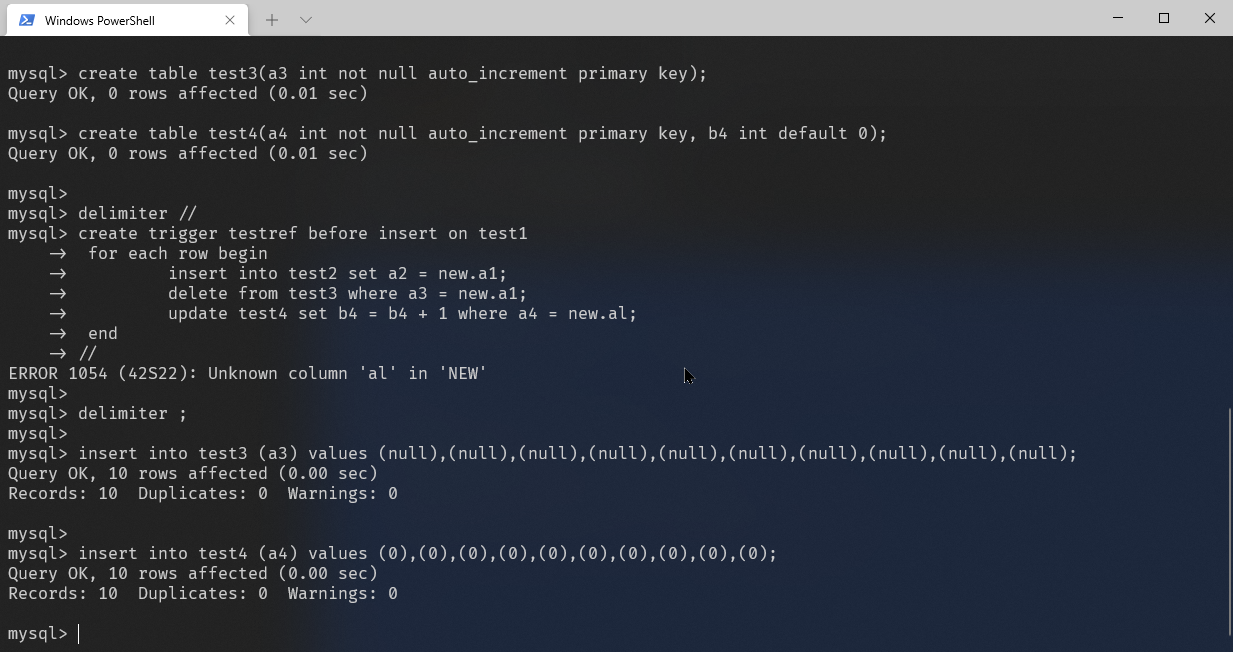 Windows PowerShell
mysql> create table test3(a3 int not null auto_increment primary key);
Query OK, 0 rows affected (0.01 sec)
mysql> create table test4(a4 int not null auto_increment primary key, b4 int default 0);
Query OK, 0 rows affected (0.01 sec)
mysql>
mysql> delimiter //
mysql> create trigger testref before insert on test1
    → for each row begin
    →         insert into test2 set a2 = new.a1;
    →         delete from test3 where a3 = new.a1;
    →         update test4 set b4 = b4 + 1 where a4 = new.al;
    → end
    → //
ERROR 1054 (42S22): Unknown column 'al' in 'NEW'
mysql>
mysql> delimiter ;
mysql>
mysql> insert into test3 (a3) values (null),(null),(null),(null),(null),(null),(null),(null),(null),(null);
Query OK, 10 rows affected (0.00 sec)
Records: 10  Duplicates: 0  Warnings: 0
mysql>
mysql> insert into test4 (a4) values (0),(0),(0),(0),(0),(0),(0),(0),(0),(0);
Query OK, 10 rows affected (0.00 sec)
Records: 10  Duplicates: 0  Warnings: 0
mysql>